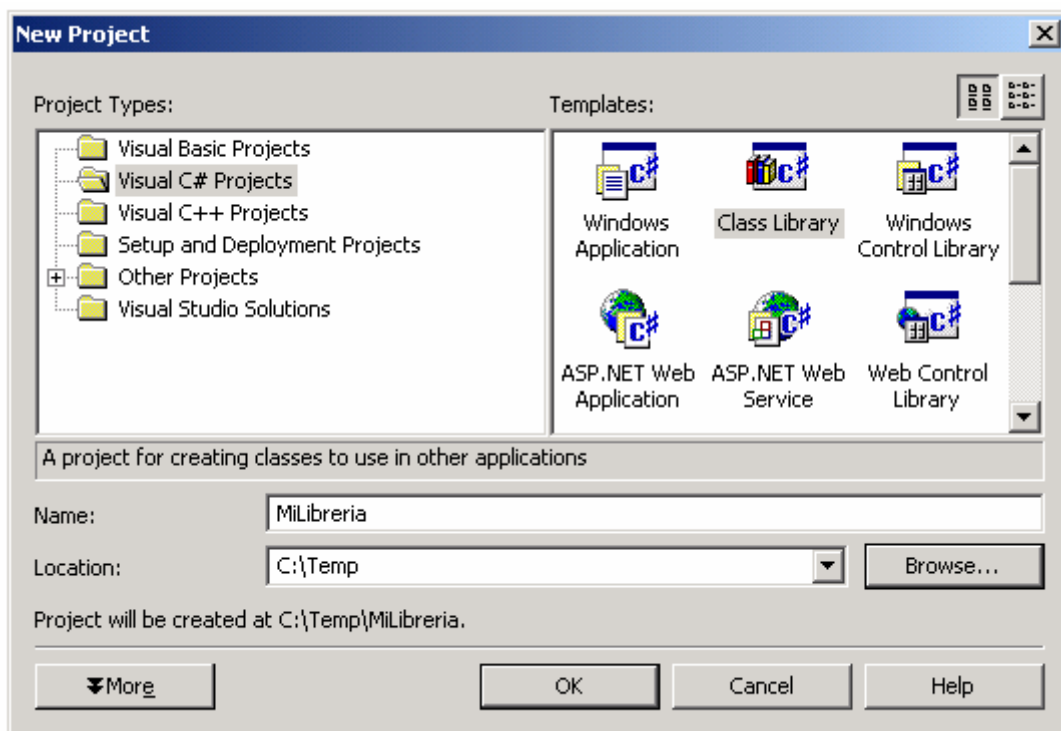 New Project
Project Types:
Templates:
Visual Basic Projects
Visual C# Projects
Visual C++ Projects
Setup and Deployment Projects
Other Projects
Visual Studio Solutions
Windows
Application
Class Library
Windows
Control Library
ASP.NET Web
Application
ASP.NET Web
Service
Web Control
Library
A project for creating classes to use in other applications
Name:
MiLibreria
Location:
C:\Temp
Browse...
Project will be created at C:\Temp\MiLibreria.
More
OK
Cancel
Help